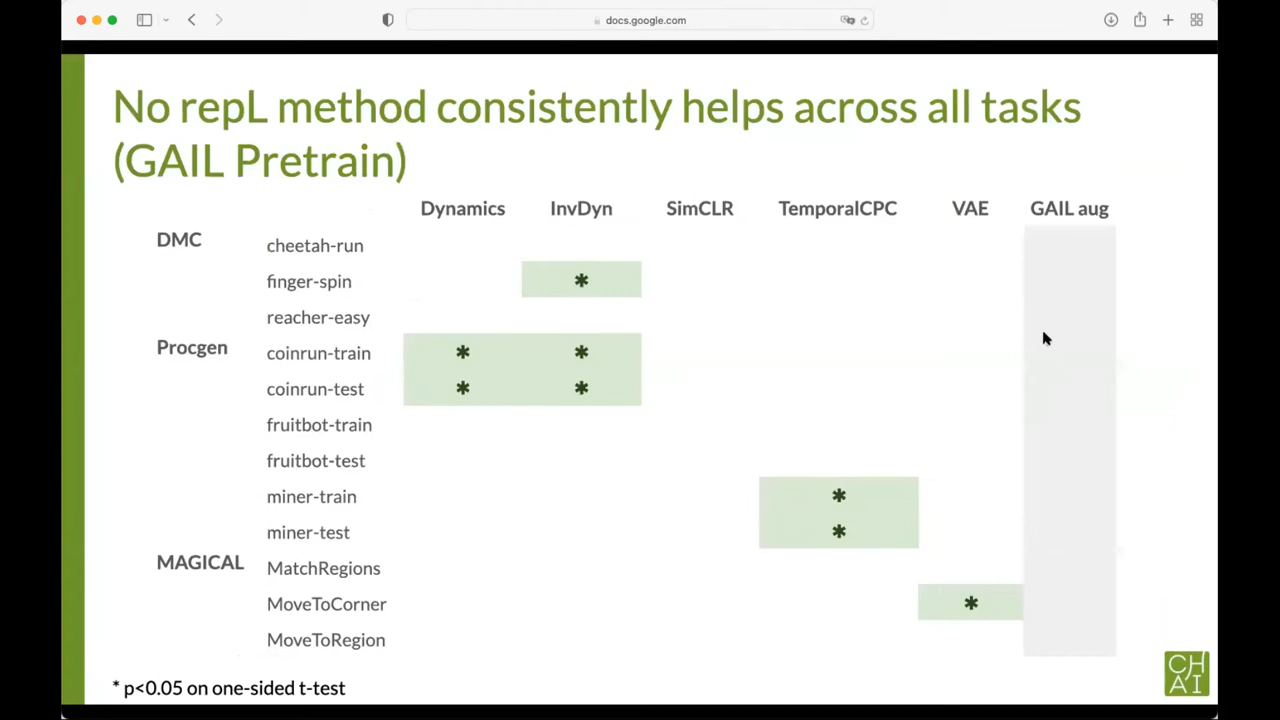 docs.google.com
No repL method consistently helps across all tasks
(GAIL Pretrain)
Dynamics InvDyn SimCLR TemporalCPC VAE GAIL aug
DMC cheetah-run
finger-spin *
reacher-easy
Procgen coinrun-train * *
coinrun-test * *
fruitbot-train
fruitbot-test
miner-train *
miner-test *
MAGICAL MatchRegions
MoveToCorner *
MoveToRegion
* p<0.05 on one-sided t-test
CH
AI